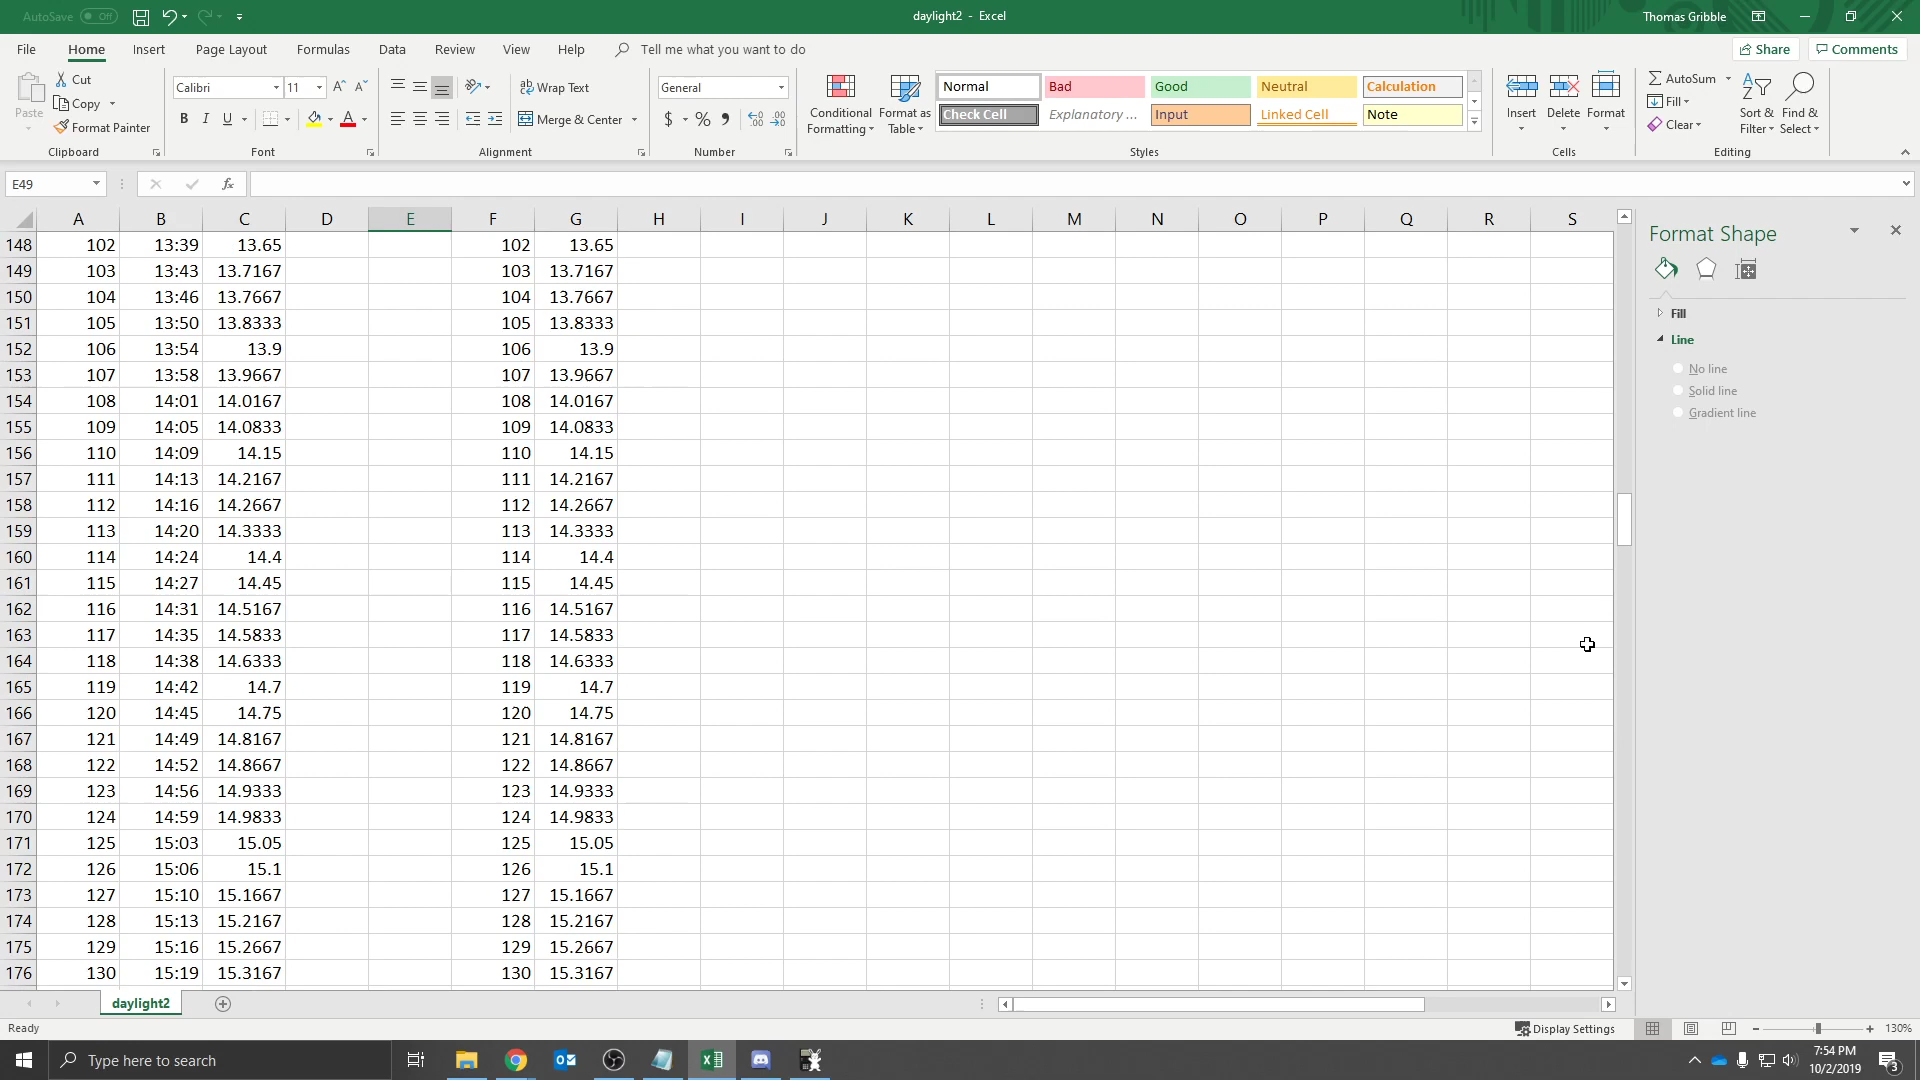 AutoSave Off daylight2 - Excel Thomas Gribble
File Home Insert Page Layout Formulas Data Review View Help Tell me what you want to do Share Comments
Paste Cut Copy Format Painter Clipboard
Calibri 11 A A B I U A Font
ab Wrap Text Merge & Center Alignment
General $ % , Number
Conditional Formatting Format as Table
Normal Bad Good Neutral Calculation
Check Cell Explanatory ... Input Linked Cell Note
Styles
Insert Delete Format Cells
AutoSum Fill Clear Sort & Filter Find & Select Editing
E49 fx
A B C D E F G H I J K L M N O P Q R S
148 102 13:39 13.65 102 13.65
149 103 13:43 13.7167 103 13.7167
150 104 13:46 13.7667 104 13.7667
151 105 13:50 13.8333 105 13.8333
152 106 13:54 13.9 106 13.9
153 107 13:58 13.9667 107 13.9667
154 108 14:01 14.0167 108 14.0167
155 109 14:05 14.0833 109 14.0833
156 110 14:09 14.15 110 14.15
157 111 14:13 14.2167 111 14.2167
158 112 14:16 14.2667 112 14.2667
159 113 14:20 14.3333 113 14.3333
160 114 14:24 14.4 114 14.4
161 115 14:27 14.45 115 14.45
162 116 14:31 14.5167 116 14.5167
163 117 14:35 14.5833 117 14.5833
164 118 14:38 14.6333 118 14.6333
165 119 14:42 14.7 119 14.7
166 120 14:45 14.75 120 14.75
167 121 14:49 14.8167 121 14.8167
168 122 14:52 14.8667 122 14.8667
169 123 14:56 14.9333 123 14.9333
170 124 14:59 14.9833 124 14.9833
171 125 15:03 15.05 125 15.05
172 126 15:06 15.1 126 15.1
173 127 15:10 15.1667 127 15.1667
174 128 15:13 15.2167 128 15.2167
175 129 15:16 15.2667 129 15.2667
176 130 15:19 15.3167 130 15.3167
Format Shape
Fill
Line
No line
Solid line
Gradient line
daylight2
Ready Display Settings 130%
Type here to search
7:54 PM
10/2/2019
3